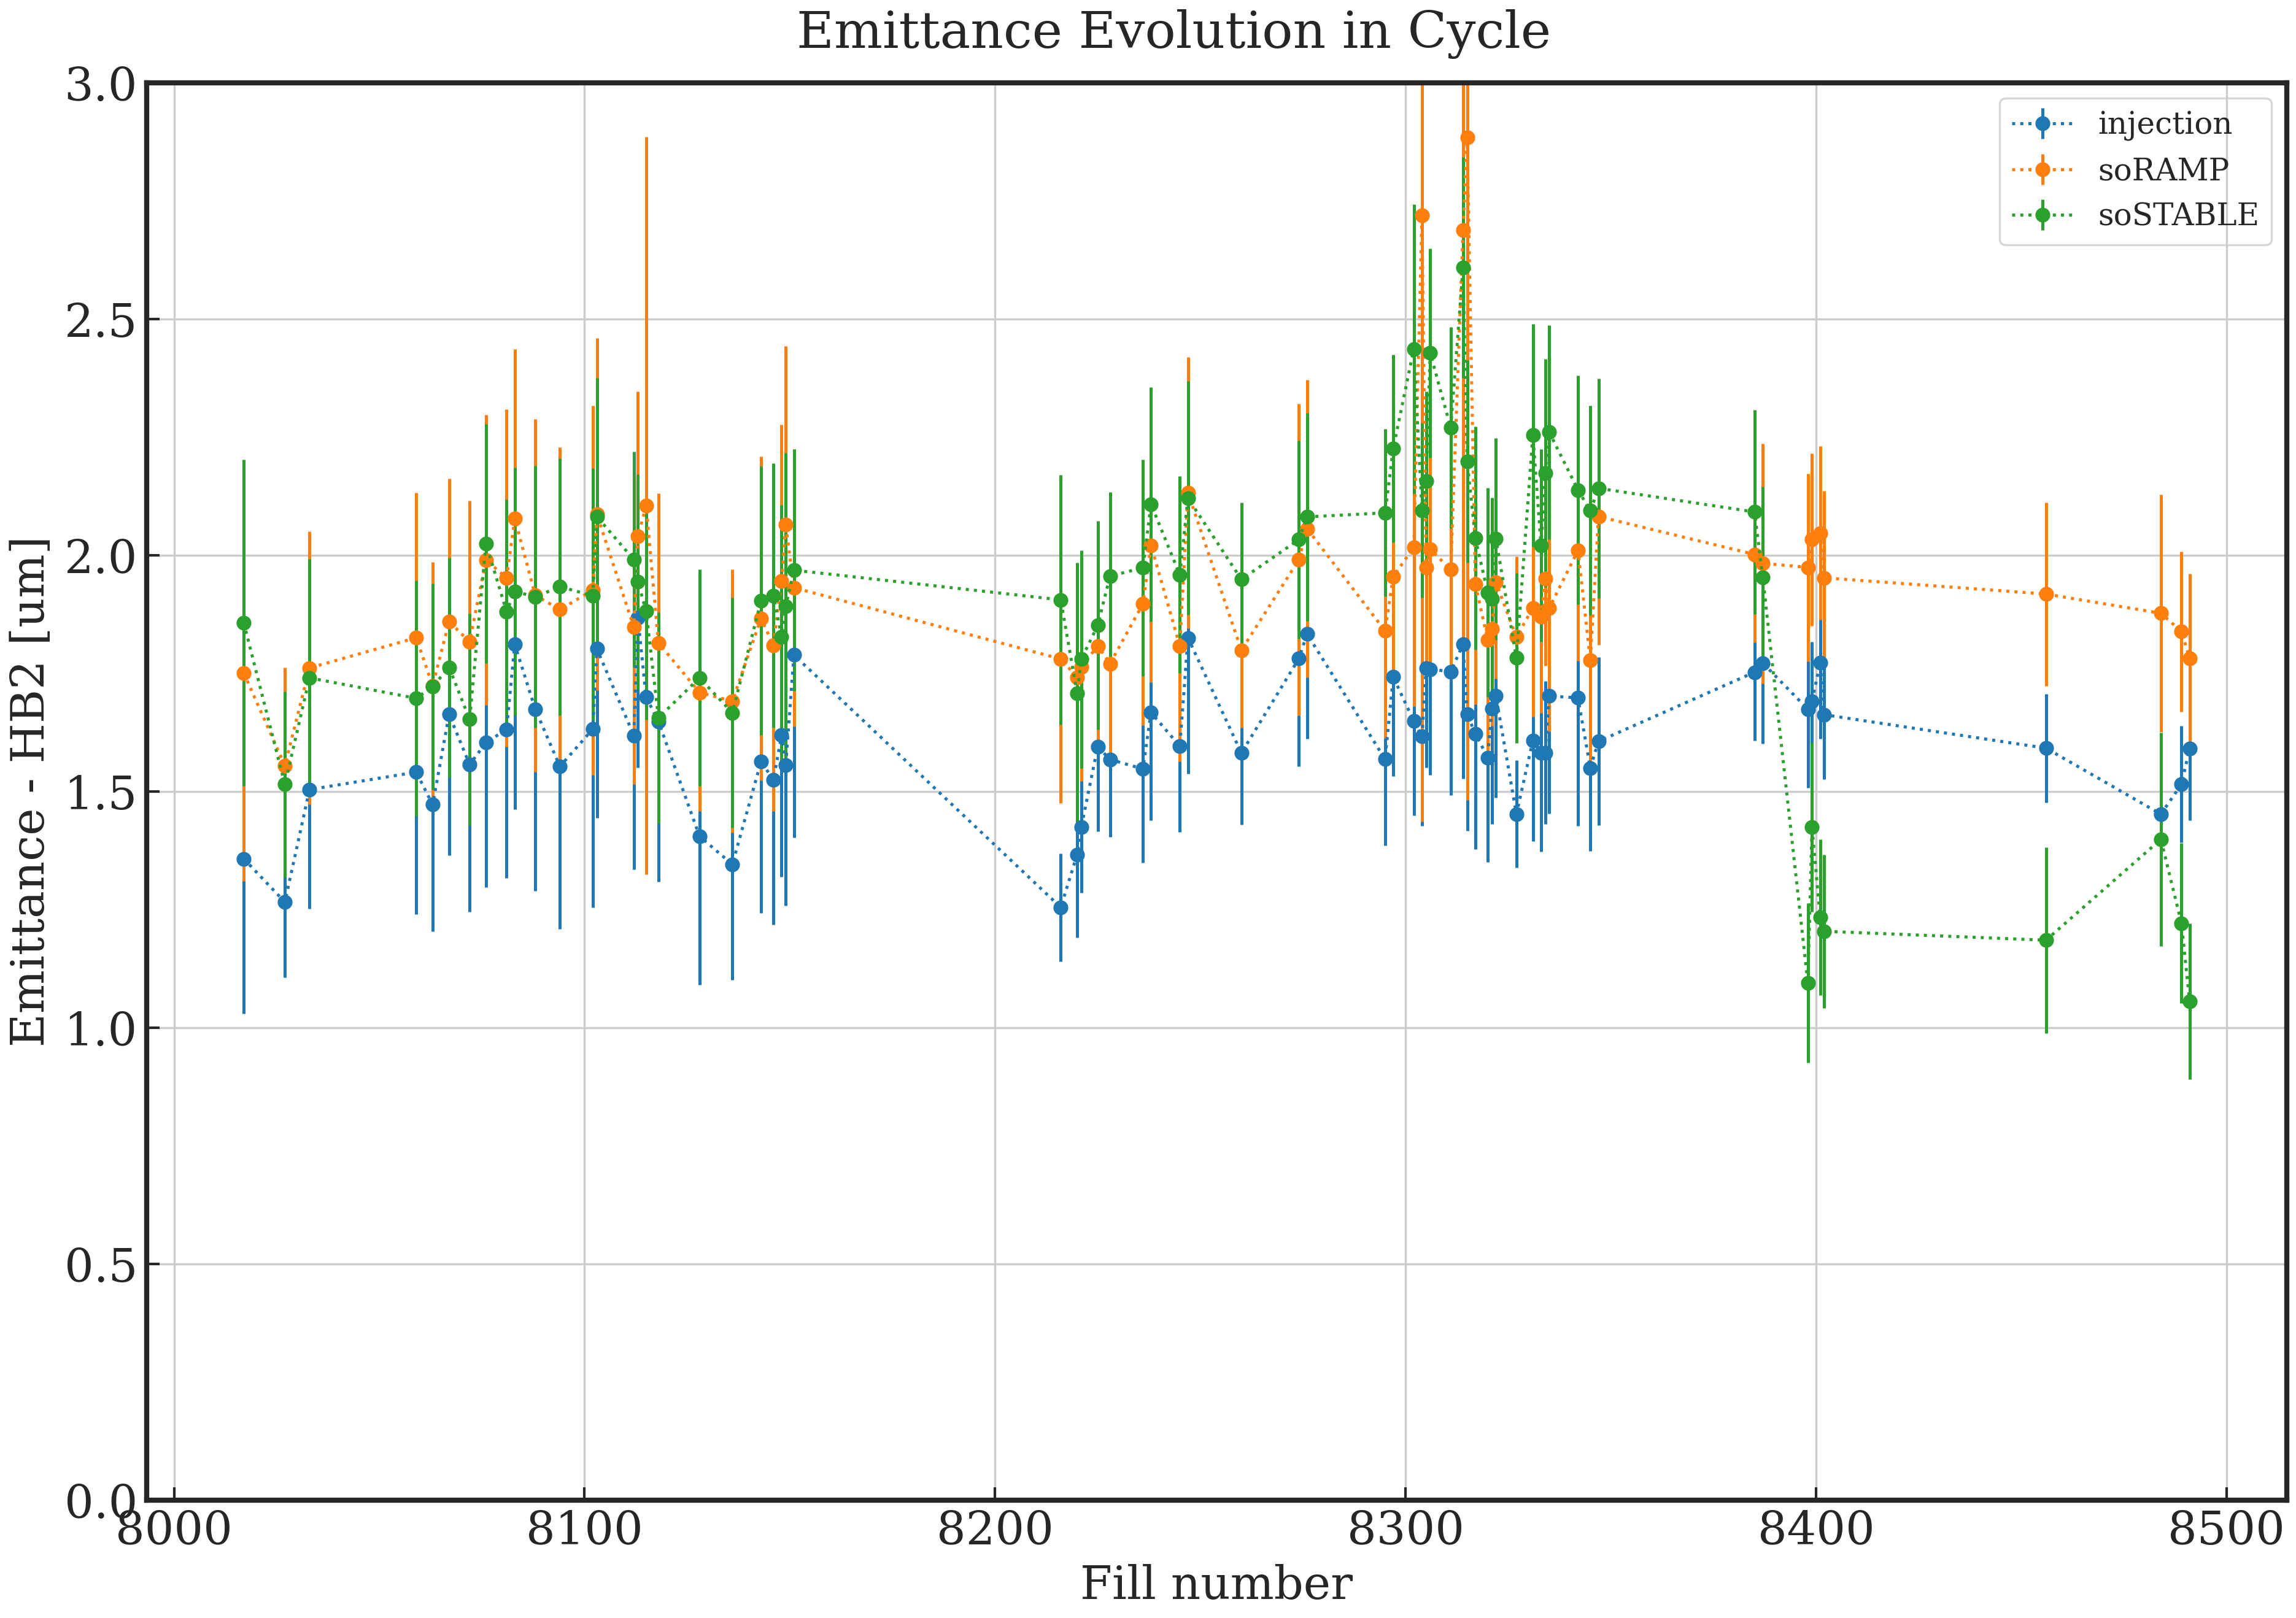 Emittance Evolution in Cycle
3.0
2.5
2.0
1.5
1.0
0.5
0.0
Emittance - HB2 [um]
injection
soRAMP
soSTABLE
8000 8100 8200 8300 8400 8500
Fill number